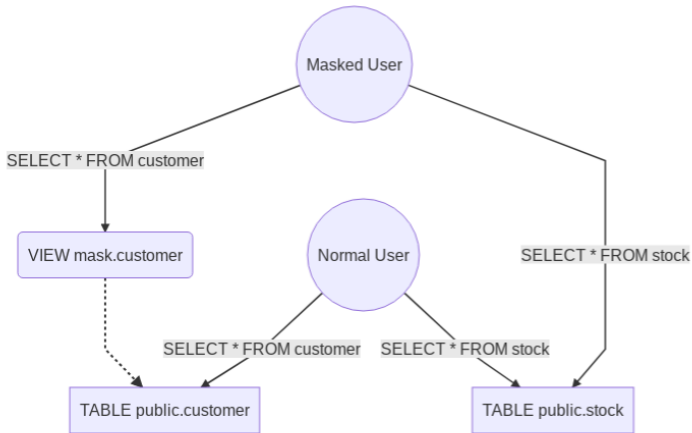 Masked User
SELECT * FROM customer
VIEW mask.customer
Normal User
SELECT * FROM stock
SELECT * FROM customer
SELECT * FROM stock
TABLE public.customer
TABLE public.stock